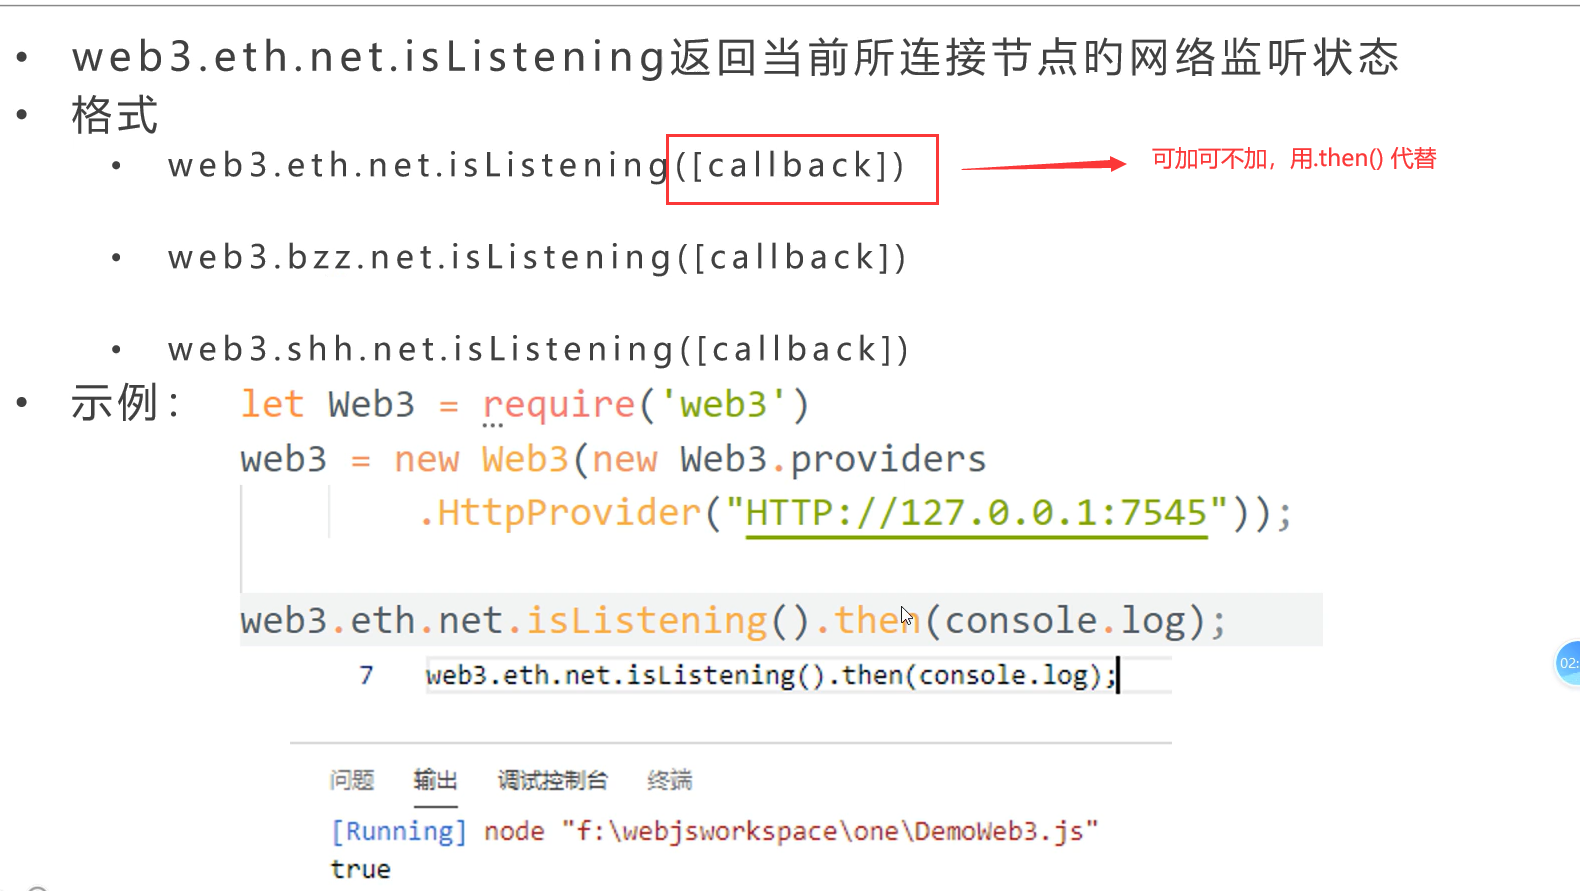 • web3.eth.net.isListening返回当前所连接节点的网络监听状态
• 格式
• web3.eth.net.isListening([callback])
可加可不加，用.then() 代替
• web3.bzz.net.isListening([callback])
• web3.shh.net.isListening([callback])
• 示例：
let Web3 = require('web3')
web3 = new Web3(new Web3.providers
.HttpProvider("HTTP://127.0.0.1:7545"));
web3.eth.net.isListening().then(console.log);
7 web3.eth.net.isListening().then(console.log);
02:
问题 输出 调试控制台 终端
[Running] node "f:\webjsworkspace\one\DemoWeb3.js"
true